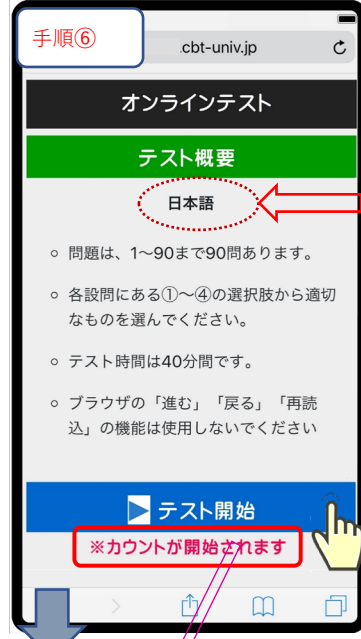 手順⑥
.cbt-univ.jp
オンラインテスト
テスト概要
日本語
問題は、1〜90まで90問あります。
各設問にある①〜④の選択肢から適切
なものを選んでください。
テスト時間は40分間です。
ブラウザの「進む」「戻る」「再読
込」の機能は使用しないでください
テスト開始
※カウントが開始されます